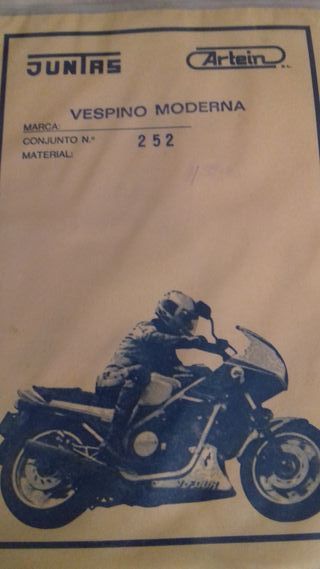 JUNTAS
Artein S.L.
VESPINO MODERNA
MARCA:
CONJUNTO N.º 252
MATERIAL: